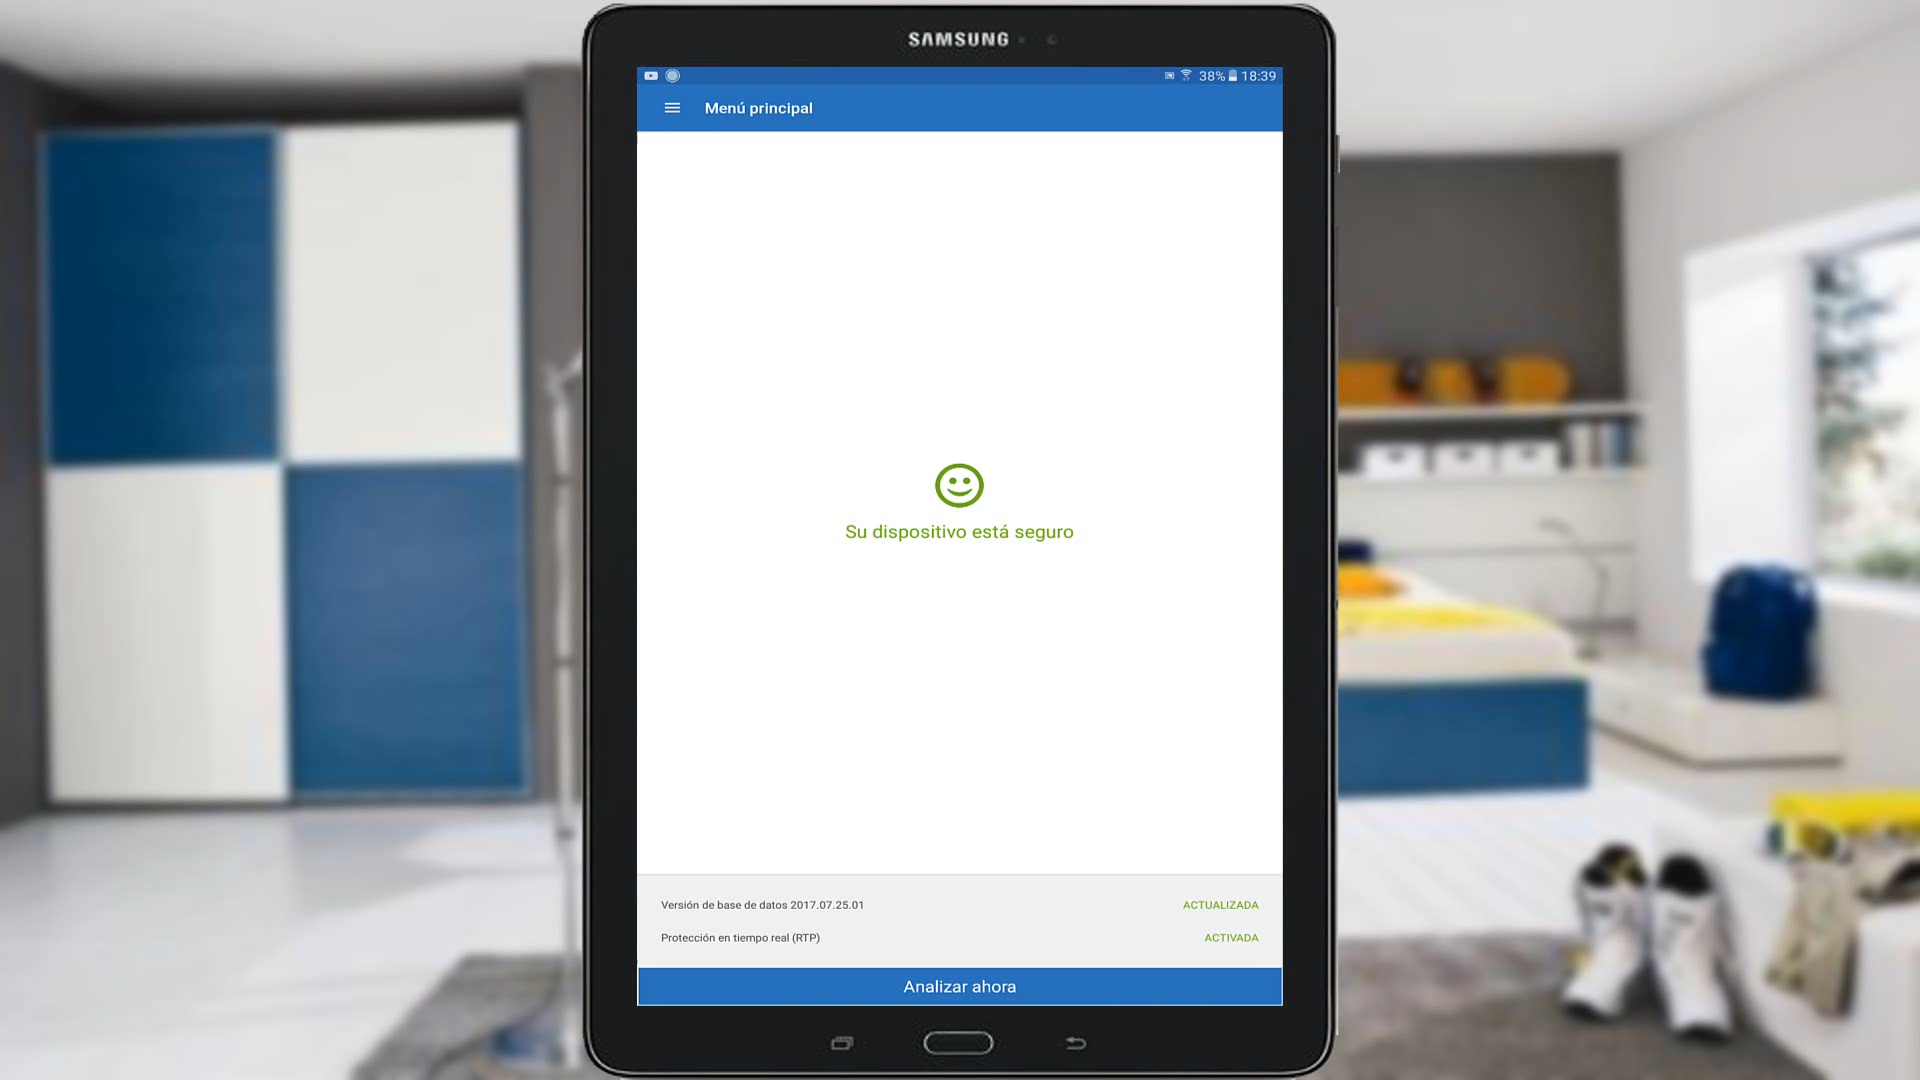 SAMSUNG
38% 18:39
Menú principal
Su dispositivo está seguro
Versión de base de datos 2017.07.25.01 ACTUALIZADA
Protección en tiempo real (RTP) ACTIVADA
Analizar ahora